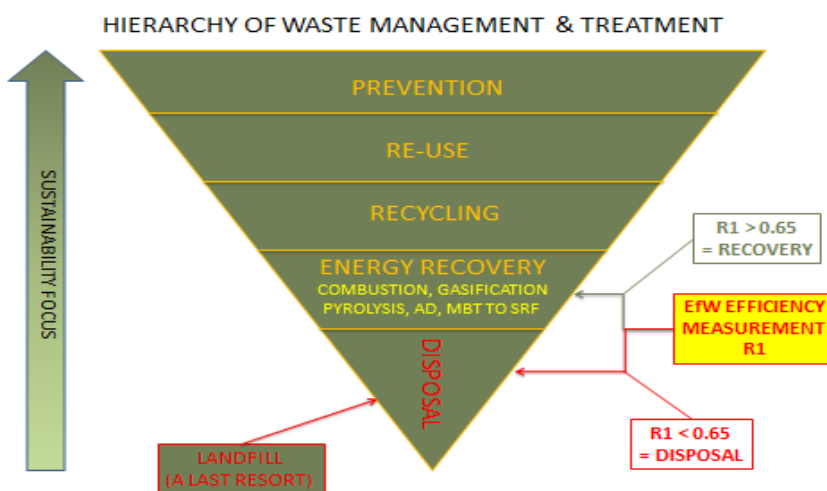 HIERARCHY OF WASTE MANAGEMENT & TREATMENT
SUSTAINABILITY FOCUS
PREVENTION
RE-USE
RECYCLING
ENERGY RECOVERY
COMBUSTION, GASIFICATION
PYROLYSIS, AD, MBT TO SRF
DISPOSAL
R1 > 0.65
= RECOVERY
EfW EFFICIENCY
MEASUREMENT
R1
R1 < 0.65
= DISPOSAL
LANDFILL
(A LAST RESORT)